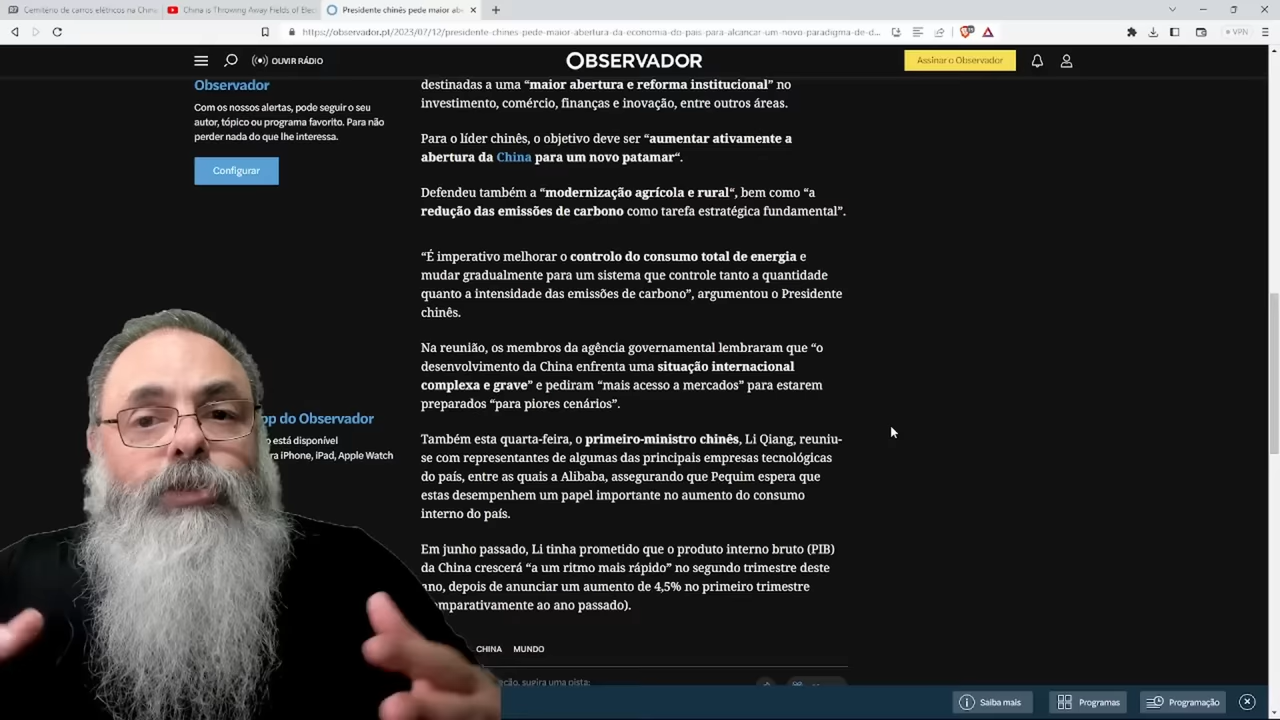 Cemitério de carros elétricos na China
China is Throwing Away Fields of Elec
Presidente chinês pede maior ab
https://observador.pt/2023/07/12/presidente-chines-pede-maior-abertura-da-economia-do-pais-para-alcancar-um-novo-paradigma-de-d...
VPN
OUVIR RÁDIO
OBSERVADOR
Assinar o Observador
Observador
Com os nossos alertas, pode seguir o seu
autor, tópico ou programa favorito. Para não
perder nada do que lhe interessa.
Configurar
pp do Observador
o está disponível
ra iPhone, iPad, Apple Watch
destinadas a uma “maior abertura e reforma institucional” no
investimento, comércio, finanças e inovação, entre outros áreas.
Para o líder chinês, o objetivo deve ser “aumentar ativamente a
abertura da China para um novo patamar“.
Defendeu também a “modernização agrícola e rural“, bem como “a
redução das emissões de carbono como tarefa estratégica fundamental”.
“É imperativo melhorar o controlo do consumo total de energia e
mudar gradualmente para um sistema que controle tanto a quantidade
quanto a intensidade das emissões de carbono”, argumentou o Presidente
chinês.
Na reunião, os membros da agência governamental lembraram que “o
desenvolvimento da China enfrenta uma situação internacional
complexa e grave” e pediram “mais acesso a mercados” para estarem
preparados “para piores cenários”.
Também esta quarta-feira, o primeiro-ministro chinês, Li Qiang, reuniu-
se com representantes de algumas das principais empresas tecnológicas
do país, entre as quais a Alibaba, assegurando que Pequim espera que
estas desempenhem um papel importante no aumento do consumo
interno do país.
Em junho passado, Li tinha prometido que o produto interno bruto (PIB)
da China crescerá “a um ritmo mais rápido” no segundo trimestre deste
ano, depois de anunciar um aumento de 4,5% no primeiro trimestre
omparativamente ao ano passado).
CHINA MUNDO
eção, sugira uma pista:
Saiba mais
Programas
Programação